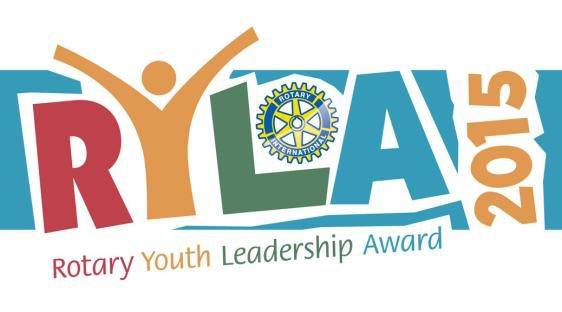 RYLA 2015
ROTARY
INTERNATIONAL
Rotary Youth Leadership Award